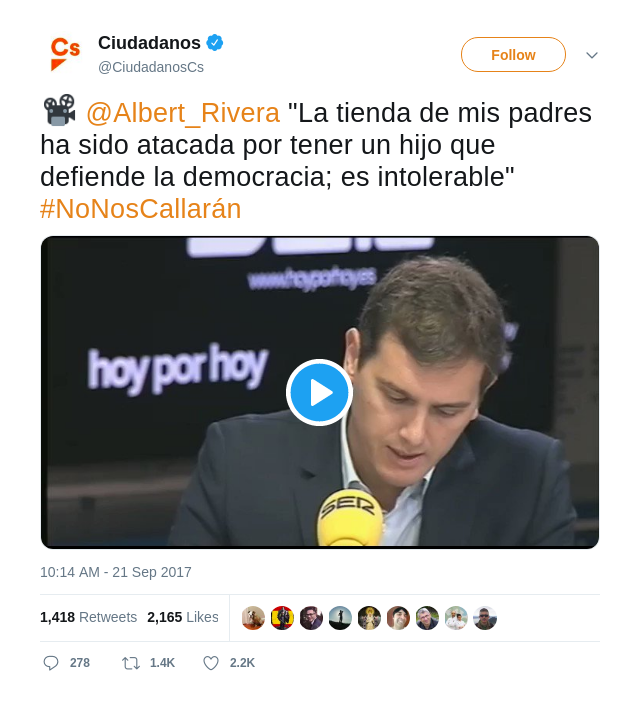 Cs Ciudadanos
@CiudadanosCs
Follow
@Albert_Rivera "La tienda de mis padres
ha sido atacada por tener un hijo que
defiende la democracia; es intolerable"
#NoNosCallarán
www.hoyporhoy.es
hoy por hoy
SER
10:14 AM - 21 Sep 2017
1,418 Retweets 2,165 Likes
278 1.4K 2.2K